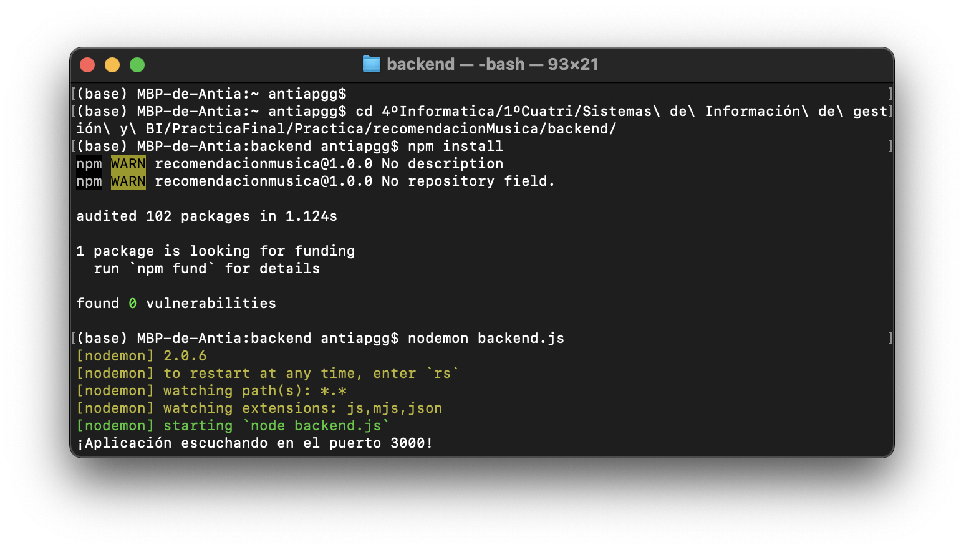 backend — -bash — 93×21
[(base) MBP-de-Antia:~ antiapgg$ ]
[(base) MBP-de-Antia:~ antiapgg$ cd 4ºInformatica/1ºCuatri/Sistemas\ de\ Información\ de\ gest]
ión\ y\ BI/PracticaFinal/Practica/recomendacionMusica/backend/
[(base) MBP-de-Antia:backend antiapgg$ npm install ]
npm WARN recomendacionmusica@1.0.0 No description
npm WARN recomendacionmusica@1.0.0 No repository field.
audited 102 packages in 1.124s
1 package is looking for funding
run `npm fund` for details
found 0 vulnerabilities
[(base) MBP-de-Antia:backend antiapgg$ nodemon backend.js ]
[nodemon] 2.0.6
[nodemon] to restart at any time, enter `rs`
[nodemon] watching path(s): *.*
[nodemon] watching extensions: js,mjs,json
[nodemon] starting `node backend.js`
¡Aplicación escuchando en el puerto 3000!